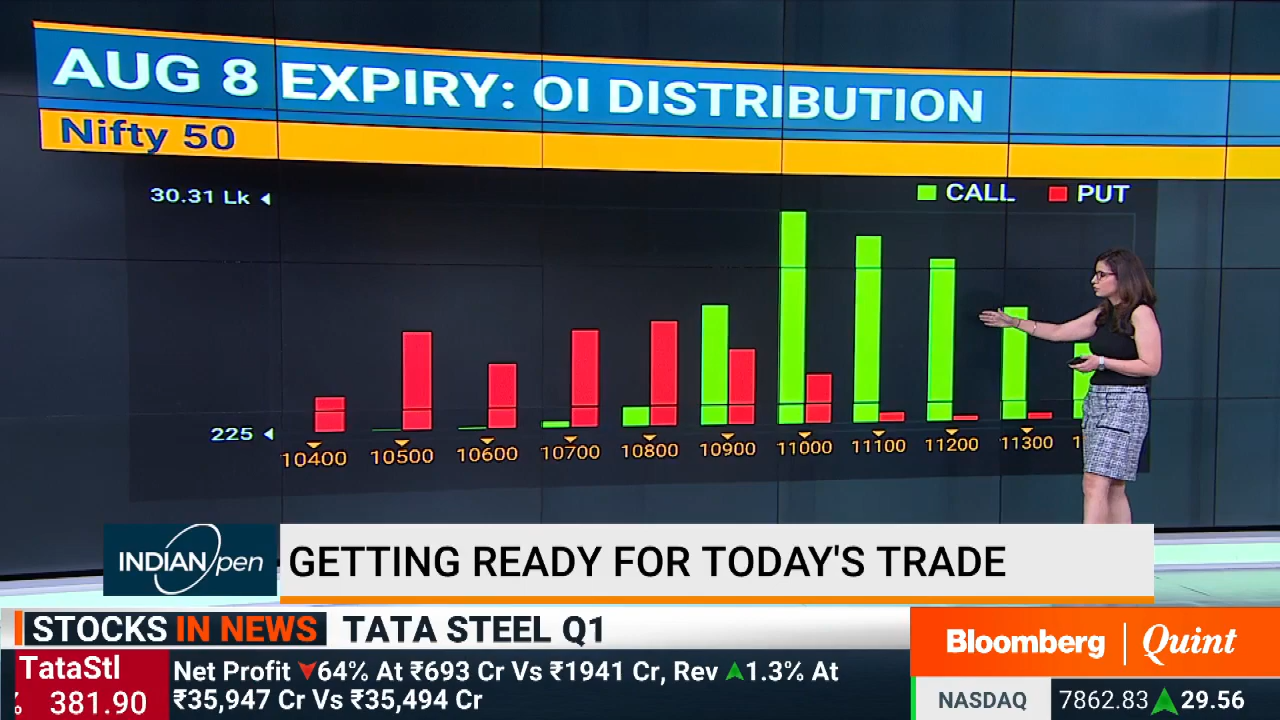 AUG 8 EXPIRY: OI DISTRIBUTION
Nifty 50
30.31 Lk
CALL PUT
225
10400 10500 10600 10700 10800 10900 11000 11100 11200 11300 1
INDIAN Open GETTING READY FOR TODAY'S TRADE
STOCKS IN NEWS TATA STEEL Q1
Bloomberg | Quint
TataStl Net Profit ▼64% At ₹693 Cr Vs ₹1941 Cr, Rev ▲1.3% At
381.90 ₹35,947 Cr Vs ₹35,494 Cr
NASDAQ 7862.83 ▲ 29.56